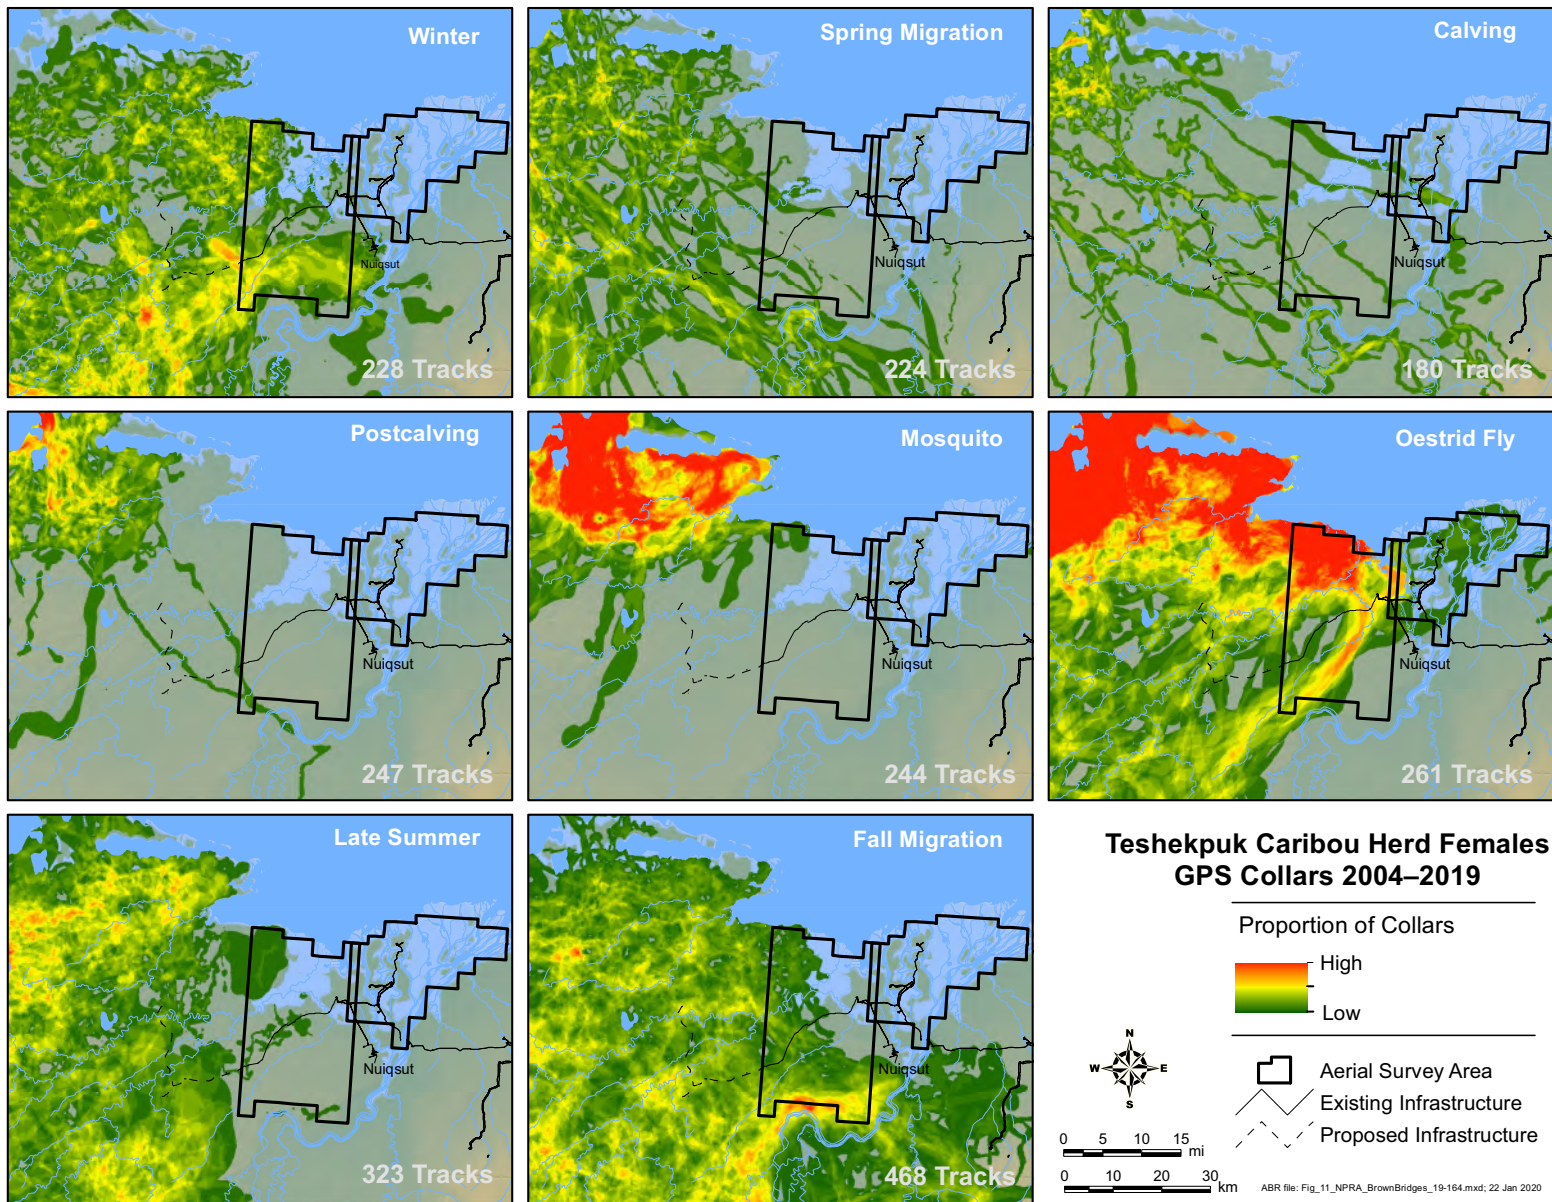 Winter
Nuiqsut
228 Tracks
Spring Migration
Nuiqsut
224 Tracks
Calving
Nuiqsut
180 Tracks
Postcalving
Nuiqsut
247 Tracks
Mosquito
Nuiqsut
244 Tracks
Oestrid Fly
Nuiqsut
261 Tracks
Late Summer
Nuiqsut
323 Tracks
Fall Migration
Nuiqsut
468 Tracks
Teshekpuk Caribou Herd Females
GPS Collars 2004–2019
Proportion of Collars
High
Low
N
W E
S
Aerial Survey Area
Existing Infrastructure
Proposed Infrastructure
0 5 10 15 mi
0 10 20 30 km
ABR file: Fig_11_NPRA_BrownBridges_19-164.mxd; 22 Jan 2020